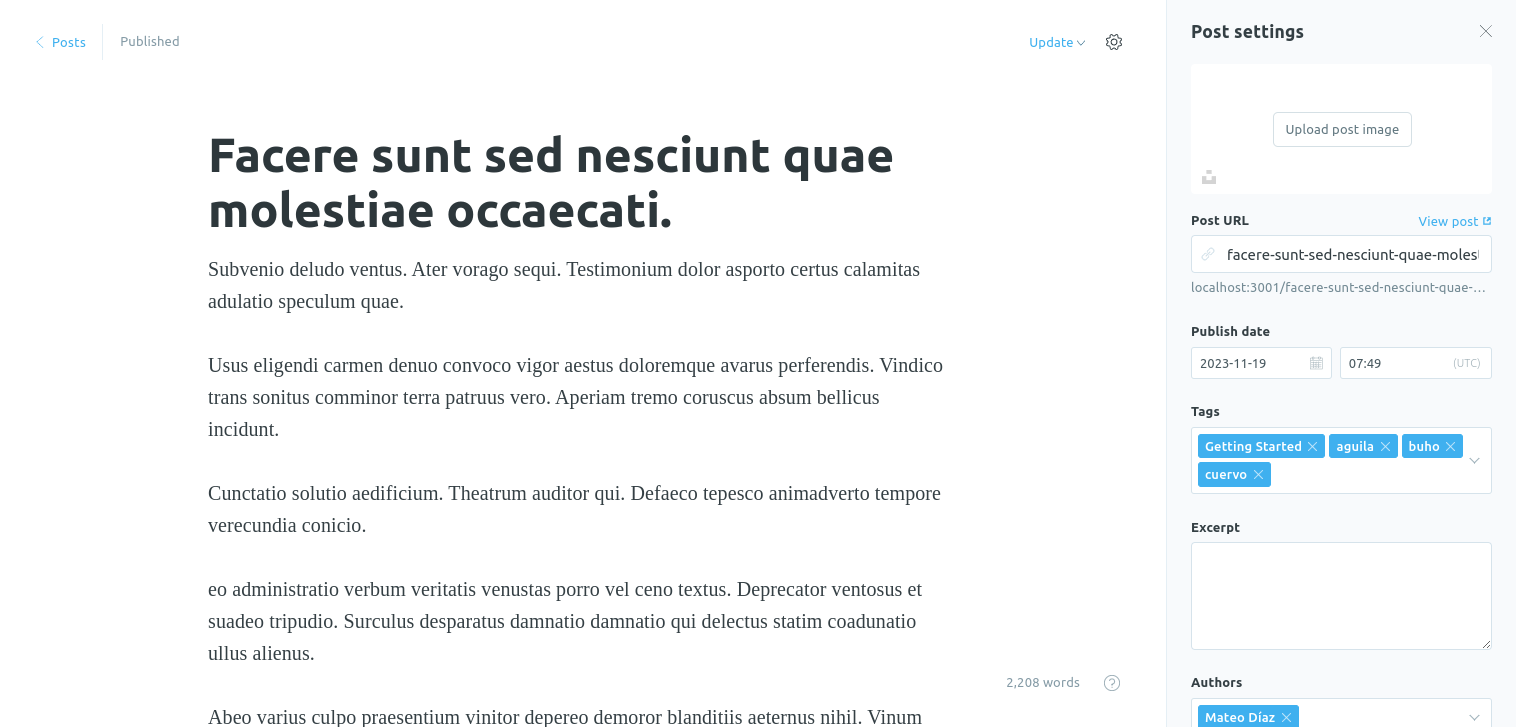 Posts
Published
Update
Facere sunt sed nesciunt quae
molestiae occaecati.
Subvenio deludo ventus. Ater vorago sequi. Testimonium dolor asporto certus calamitas
adulatio speculum quae.
Usus eligendi carmen denuo convoco vigor aestus doloremque avarus perferendis. Vindico
trans sonitus comminor terra patruus vero. Aperiam tremo coruscus absum bellicus
incidunt.
Cunctatio solutio aedificium. Theatrum auditor qui. Defaeco tepesco animadverto tempore
verecundia conicio.
eo administratio verbum veritatis venustas porro vel ceno textus. Deprecator ventosus et
suadeo tripudio. Surculus desparatus damnatio damnatio qui delectus statim coadunatio
ullus alienus.
Abeo varius culpo praesentium vinitor depereo demoror blanditiis aeternus nihil. Vinum
2,208 words
Post settings
Upload post image
Post URL
View post
facere-sunt-sed-nesciunt-quae-molest
localhost:3001/facere-sunt-sed-nesciunt-quae-...
Publish date
2023-11-19
07:49
(UTC)
Tags
Getting Started
aguila
buho
cuervo
Excerpt
Authors
Mateo Díaz